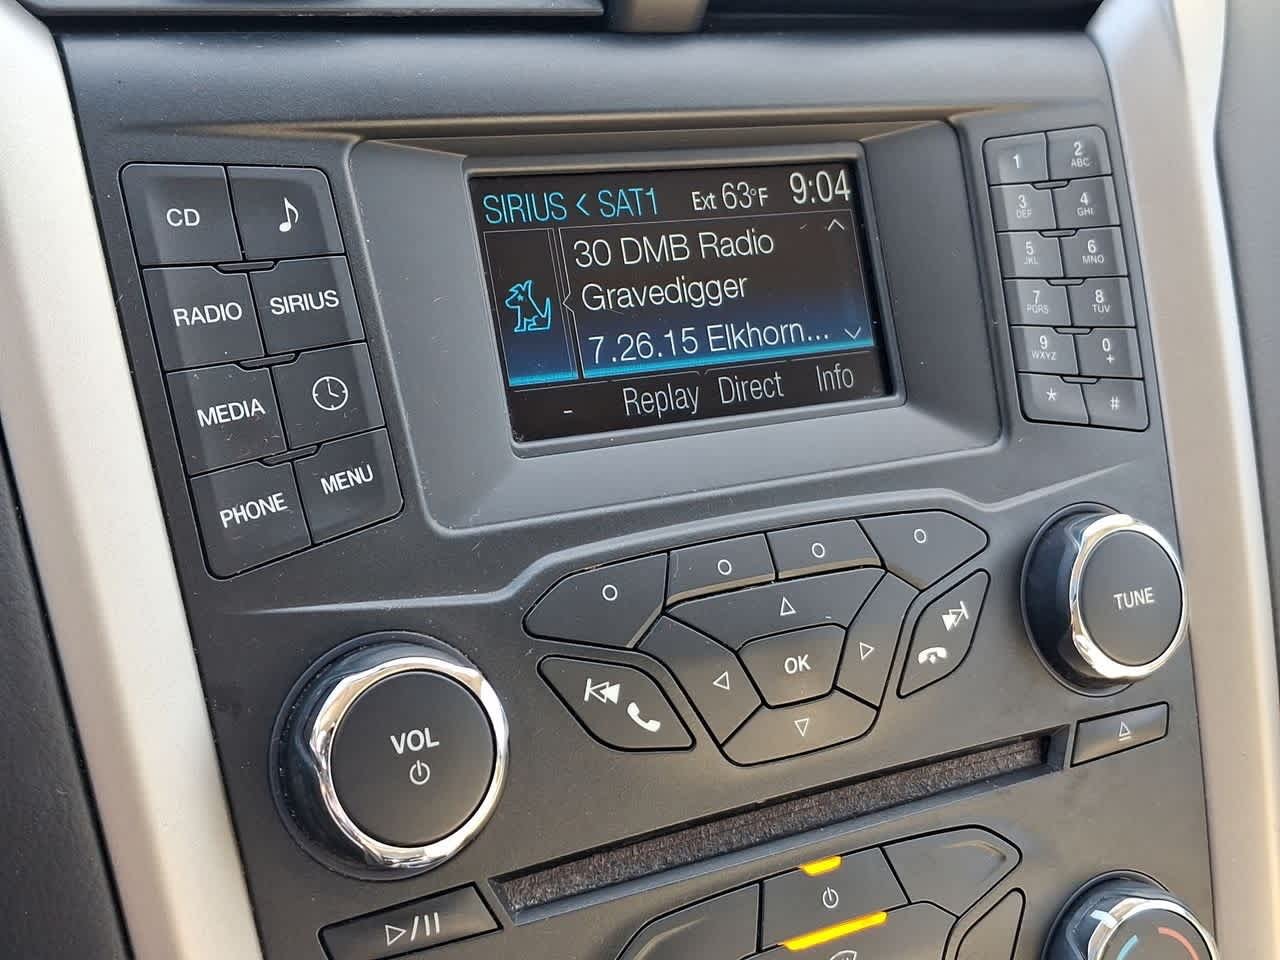 SIRIUS < SAT1 Ext 63°F 9:04
30 DMB Radio
Gravedigger
7.26.15 Elkhorn...
Replay Direct Info
CD
RADIO SIRIUS
MEDIA
PHONE MENU
1 2 ABC
3 DEF 4 GHI
5 JKL 6 MNO
7 PQRS 8 TUV
9 WXYZ 0 +
* #
OK
TUNE
VOL